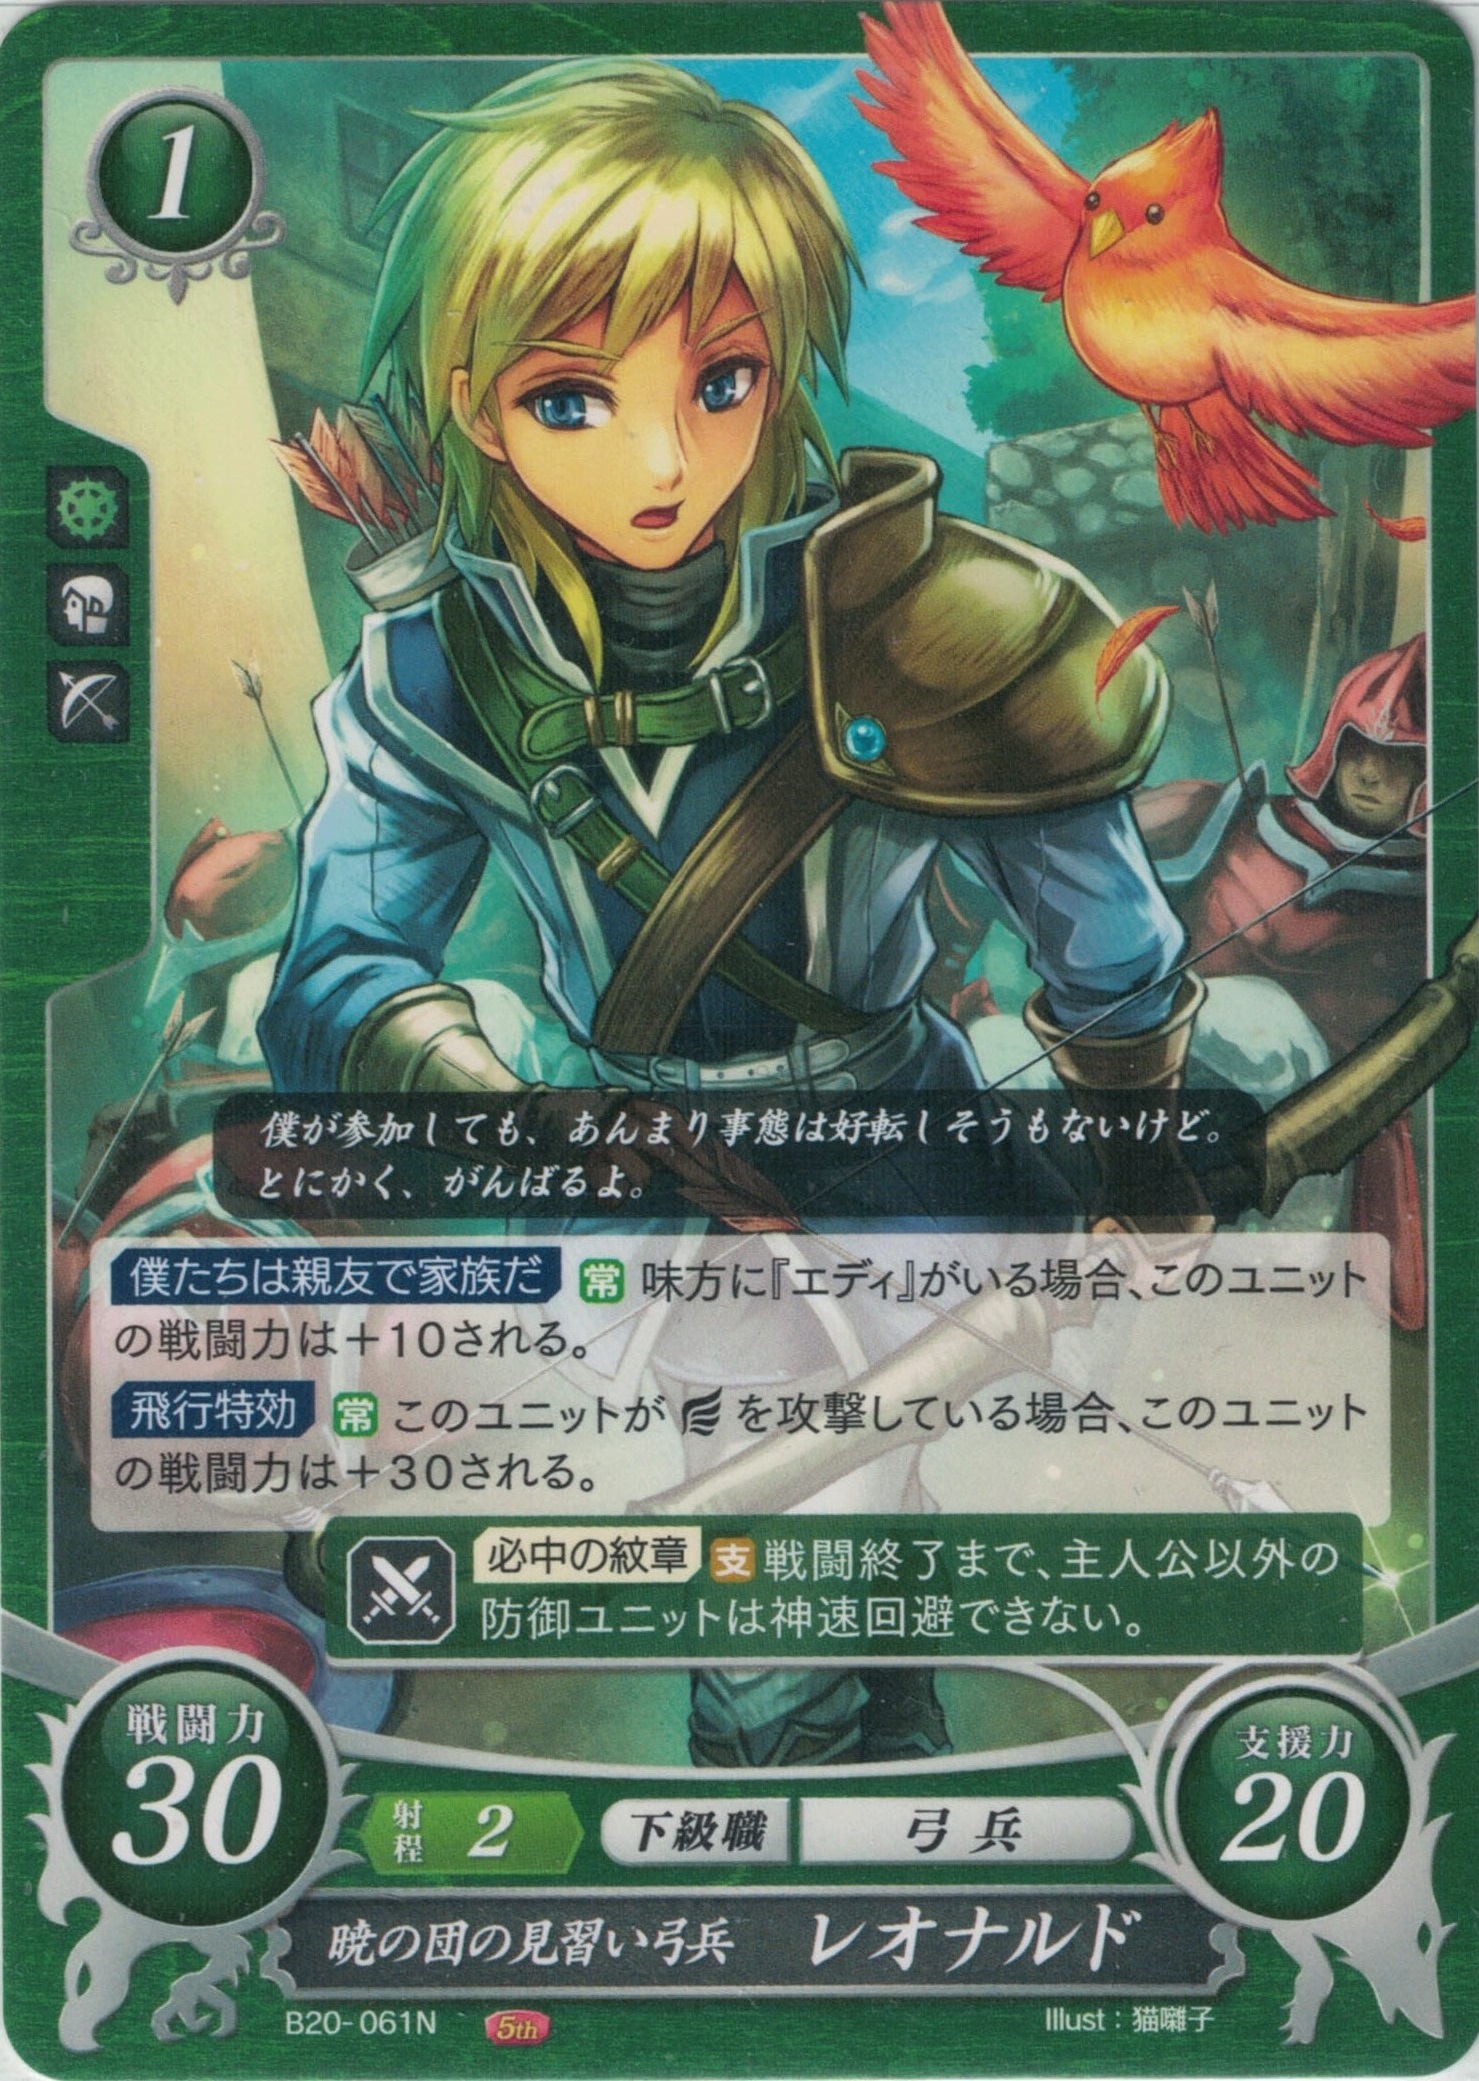 1
僕が参加しても、あんまり事態は好転しそうもないけど。
とにかく、がんばるよ。
僕たちは親友で家族だ 常 味方に『エディ』がいる場合、このユニット
の戦闘力は+10される。
飛行特効 常 このユニットが を攻撃している場合、このユニット
の戦闘力は+30される。
必中の紋章 支 戦闘終了まで、主人公以外の
防御ユニットは神速回避できない。
戦闘力
30
射程 2
下級職 弓兵
支援力
20
暁の団の見習い弓兵 レオナルド
B20-061N 5th Illust:猫囃子